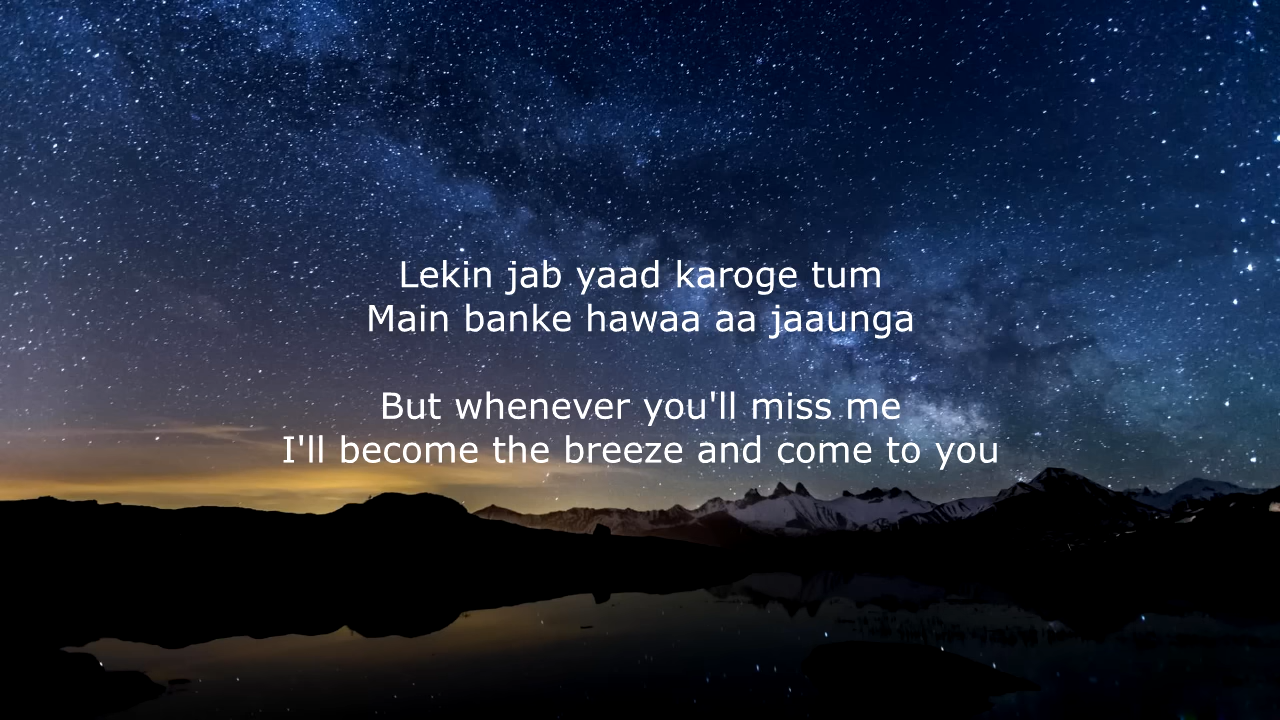 Lekin jab yaad karoge tum
Main banke hawaa aa jaaunga
But whenever you'll miss me
I'll become the breeze and come to you